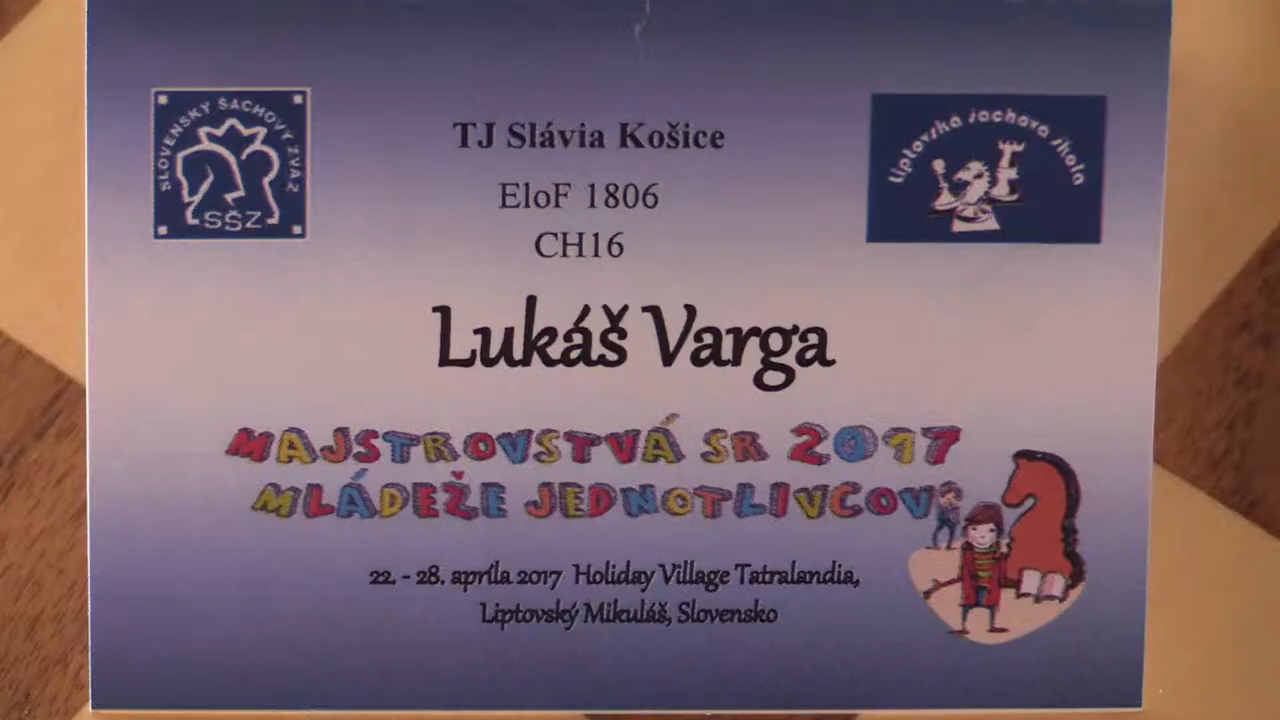 SLOVENSKÝ ŠACHOVÝ ZVÄZ
SŠZ
Liptovská šachová škola
TJ Slávia Košice
EloF 1806
CH16
Lukáš Varga
MAJSTROVSTVÁ SR 2017
MLÁDEŽE JEDNOTLIVCOV
22. - 28. apríla 2017 Holiday Village Tatralandia,
Liptovský Mikuláš, Slovensko